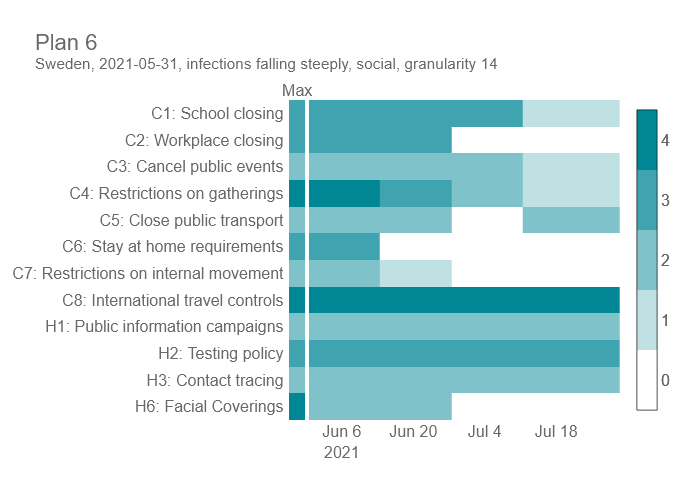 Plan 6
Sweden, 2021-05-31, infections falling steeply, social, granularity 14
Max
C1: School closing
C2: Workplace closing
C3: Cancel public events
C4: Restrictions on gatherings
C5: Close public transport
C6: Stay at home requirements
C7: Restrictions on internal movement
C8: International travel controls
H1: Public information campaigns
H2: Testing policy
H3: Contact tracing
H6: Facial Coverings
Jun 6 Jun 20 Jul 4 Jul 18
2021
4
3
2
1
0